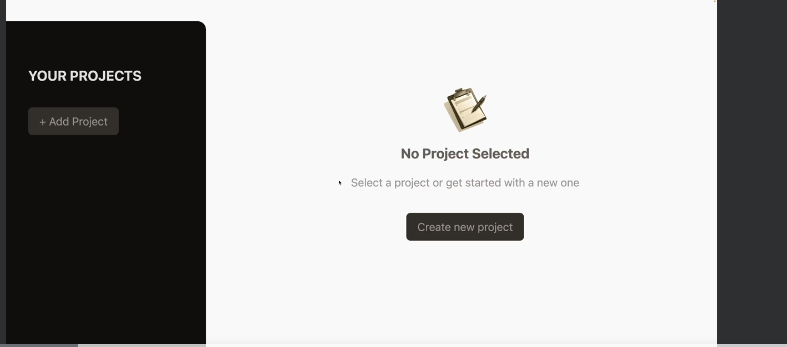 YOUR PROJECTS
+ Add Project
No Project Selected
Select a project or get started with a new one
Create new project